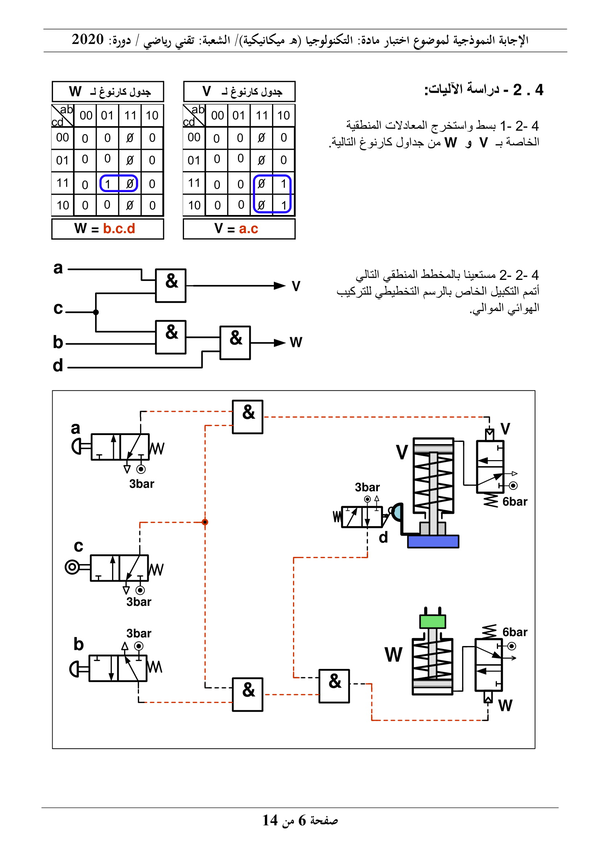 الإجابة النموذجية لموضوع اختبار مادة: التكنولوجيا (هـ ميكانيكية)/ الشعبة: تقني رياضي / دورة: 2020
4 . 2 - دراسة الآليات:
4 -2 -1 بسط واستخرج المعادلات المنطقية
الخاصة بـ V و W من جداول كارنوغ التالية.
جدول كارنوغ لـ V
ab 00 01 11 10
cd
00 0 0 Ø 0
01 0 0 Ø 0
11 0 0 Ø 1
10 0 0 Ø 1
V = a.c
جدول كارنوغ لـ W
ab 00 01 11 10
cd
00 0 0 Ø 0
01 0 0 Ø 0
11 0 1 Ø 0
10 0 0 Ø 0
W = b.c.d
4 -2 -2 مستعينا بالمخطط المنطقي التالي
أتمم التكبيل الخاص بالرسم التخطيطي للتركيب
الهوائي الموالي.
a
& V
c
& &
b W
d
&
a
3bar
V
V
3bar
6bar
d
c
3bar
b
3bar
W
6bar
&
&
W
صفحة 6 من 14